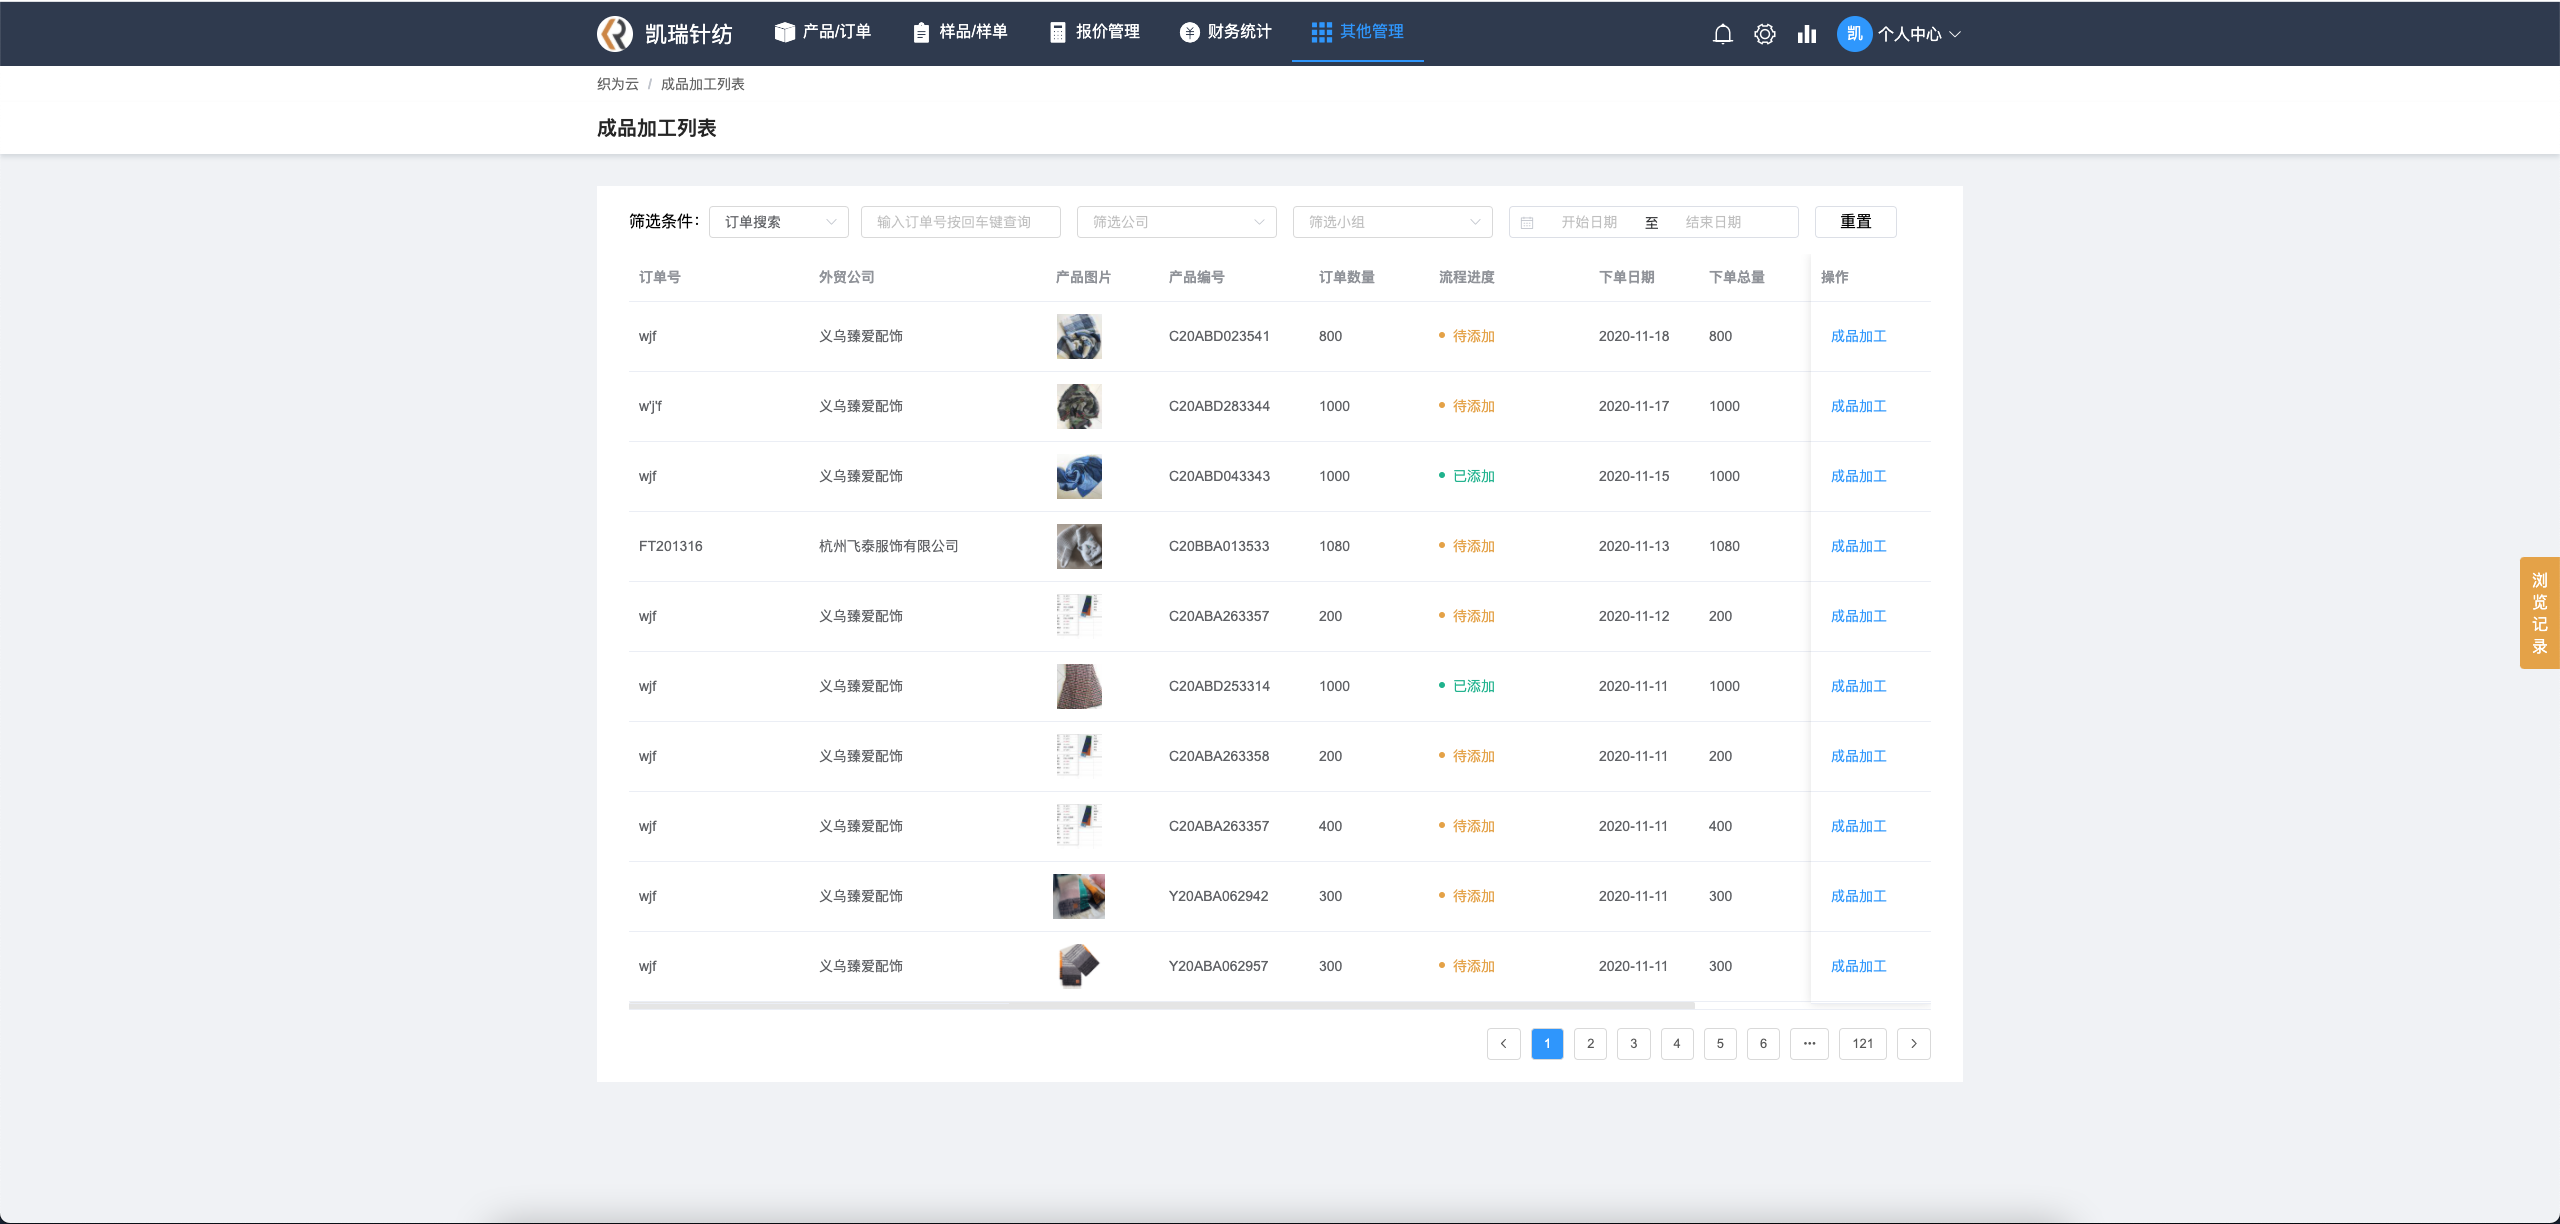 凯瑞针纺 产品/订单 样品/样单 报价管理 财务统计 其他管理 凯 个人中心
织为云 / 成品加工列表
成品加工列表
筛选条件: 订单搜索 输入订单号按回车键查询 筛选公司 筛选小组 开始日期 至 结束日期 重置
订单号 外贸公司 产品图片 产品编号 订单数量 流程进度 下单日期 下单总量 操作
wjf 义乌臻爱配饰 C20ABD023541 800 待添加 2020-11-18 800 成品加工
w'j'f 义乌臻爱配饰 C20ABD283344 1000 待添加 2020-11-17 1000 成品加工
wjf 义乌臻爱配饰 C20ABD043343 1000 已添加 2020-11-15 1000 成品加工
FT201316 杭州飞泰服饰有限公司 C20BBA013533 1080 待添加 2020-11-13 1080 成品加工
wjf 义乌臻爱配饰 C20ABA263357 200 待添加 2020-11-12 200 成品加工
wjf 义乌臻爱配饰 C20ABD253314 1000 已添加 2020-11-11 1000 成品加工
wjf 义乌臻爱配饰 C20ABA263358 200 待添加 2020-11-11 200 成品加工
wjf 义乌臻爱配饰 C20ABA263357 400 待添加 2020-11-11 400 成品加工
wjf 义乌臻爱配饰 Y20ABA062942 300 待添加 2020-11-11 300 成品加工
wjf 义乌臻爱配饰 Y20ABA062957 300 待添加 2020-11-11 300 成品加工
1 2 3 4 5 6 ··· 121
浏览记录